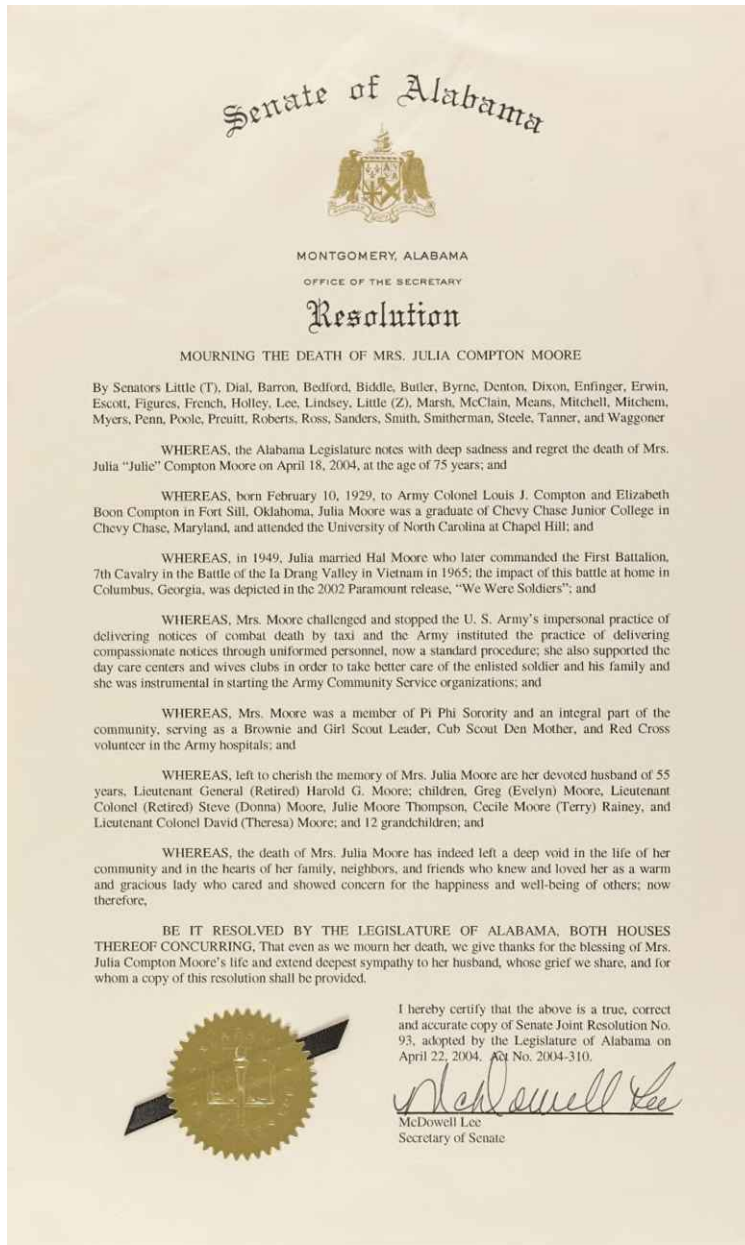 Senate of Alabama
MONTGOMERY, ALABAMA
OFFICE OF THE SECRETARY
Resolution
MOURNING THE DEATH OF MRS. JULIA COMPTON MOORE
By Senators Little (T), Dial, Barron, Bedford, Biddle, Butler, Byrne, Denton, Dixon, Enfinger, Erwin,
Escott, Figures, French, Holley, Lee, Lindsey, Little (Z), Marsh, McClain, Means, Mitchell, Mitchem,
Myers, Penn, Poole, Preuitt, Roberts, Ross, Sanders, Smith, Smitherman, Steele, Tanner, and Waggoner
WHEREAS, the Alabama Legislature notes with deep sadness and regret the death of Mrs.
Julia “Julie” Compton Moore on April 18, 2004, at the age of 75 years; and
WHEREAS, born February 10, 1929, to Army Colonel Louis J. Compton and Elizabeth
Boon Compton in Fort Sill, Oklahoma, Julia Moore was a graduate of Chevy Chase Junior College in
Chevy Chase, Maryland, and attended the University of North Carolina at Chapel Hill; and
WHEREAS, in 1949, Julia married Hal Moore who later commanded the First Battalion,
7th Cavalry in the Battle of the Ia Drang Valley in Vietnam in 1965; the impact of this battle at home in
Columbus, Georgia, was depicted in the 2002 Paramount release, “We Were Soldiers”; and
WHEREAS, Mrs. Moore challenged and stopped the U. S. Army’s impersonal practice of
delivering notices of combat death by taxi and the Army instituted the practice of delivering
compassionate notices through uniformed personnel, now a standard procedure; she also supported the
day care centers and wives clubs in order to take better care of the enlisted soldier and his family and
she was instrumental in starting the Army Community Service organizations; and
WHEREAS, Mrs. Moore was a member of Pi Phi Sorority and an integral part of the
community, serving as a Brownie and Girl Scout Leader, Cub Scout Den Mother, and Red Cross
volunteer in the Army hospitals; and
WHEREAS, left to cherish the memory of Mrs. Julia Moore are her devoted husband of 55
years, Lieutenant General (Retired) Harold G. Moore; children, Greg (Evelyn) Moore, Lieutenant
Colonel (Retired) Steve (Donna) Moore, Julie Moore Thompson, Cecile Moore (Terry) Rainey, and
Lieutenant Colonel David (Theresa) Moore; and 12 grandchildren; and
WHEREAS, the death of Mrs. Julia Moore has indeed left a deep void in the life of her
community and in the hearts of her family, neighbors, and friends who knew and loved her as a warm
and gracious lady who cared and showed concern for the happiness and well-being of others; now
therefore,
BE IT RESOLVED BY THE LEGISLATURE OF ALABAMA, BOTH HOUSES
THEREOF CONCURRING, That even as we mourn her death, we give thanks for the blessing of Mrs.
Julia Compton Moore’s life and extend deepest sympathy to her husband, whose grief we share, and for
whom a copy of this resolution shall be provided.
I hereby certify that the above is a true, correct
and accurate copy of Senate Joint Resolution No.
93, adopted by the Legislature of Alabama on
April 22, 2004. Act No. 2004-310.
McDowell Lee
McDowell Lee
Secretary of Senate